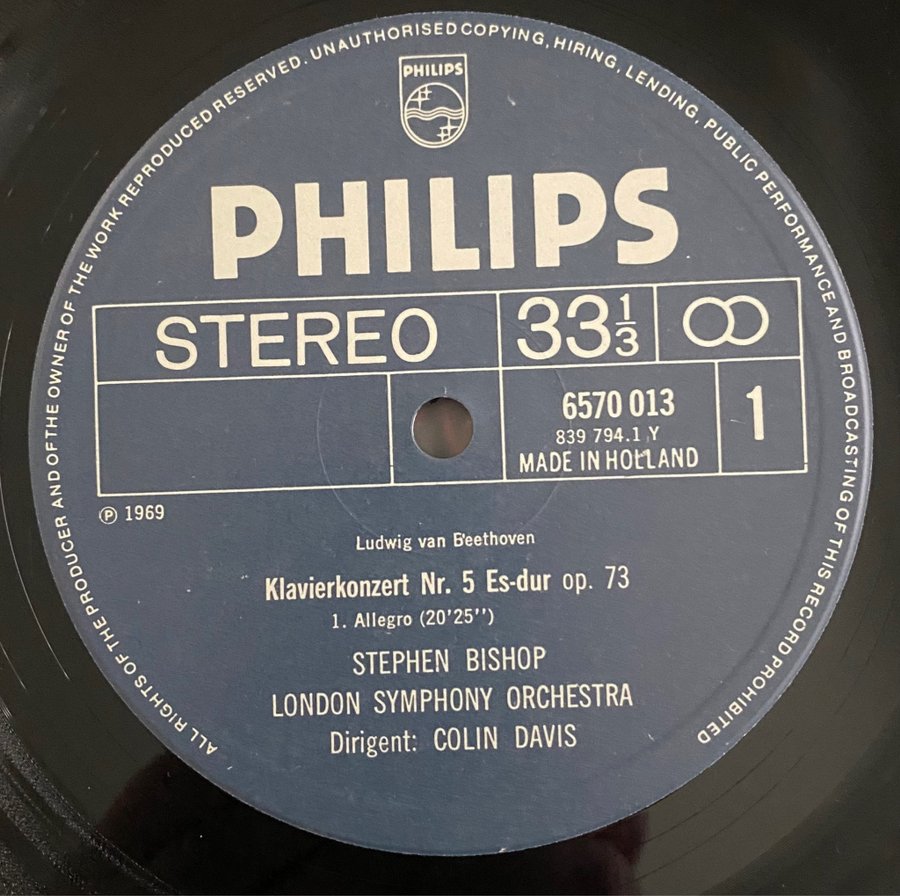 ALL RIGHTS OF THE PRODUCER AND OF THE OWNER OF THE WORK REPRODUCED RESERVED. UNAUTHORISED COPYING, HIRING, LENDING, PUBLIC PERFORMANCE AND BROADCASTING OF THIS RECORD PROHIBITED
PHILIPS
PHILIPS
STEREO 33 1/3
6570 013 1
839 794.1 Y
MADE IN HOLLAND
℗ 1969
Ludwig van Beethoven
Klavierkonzert Nr. 5 Es-dur op. 73
1. Allegro (20'25'')
STEPHEN BISHOP
LONDON SYMPHONY ORCHESTRA
Dirigent: COLIN DAVIS